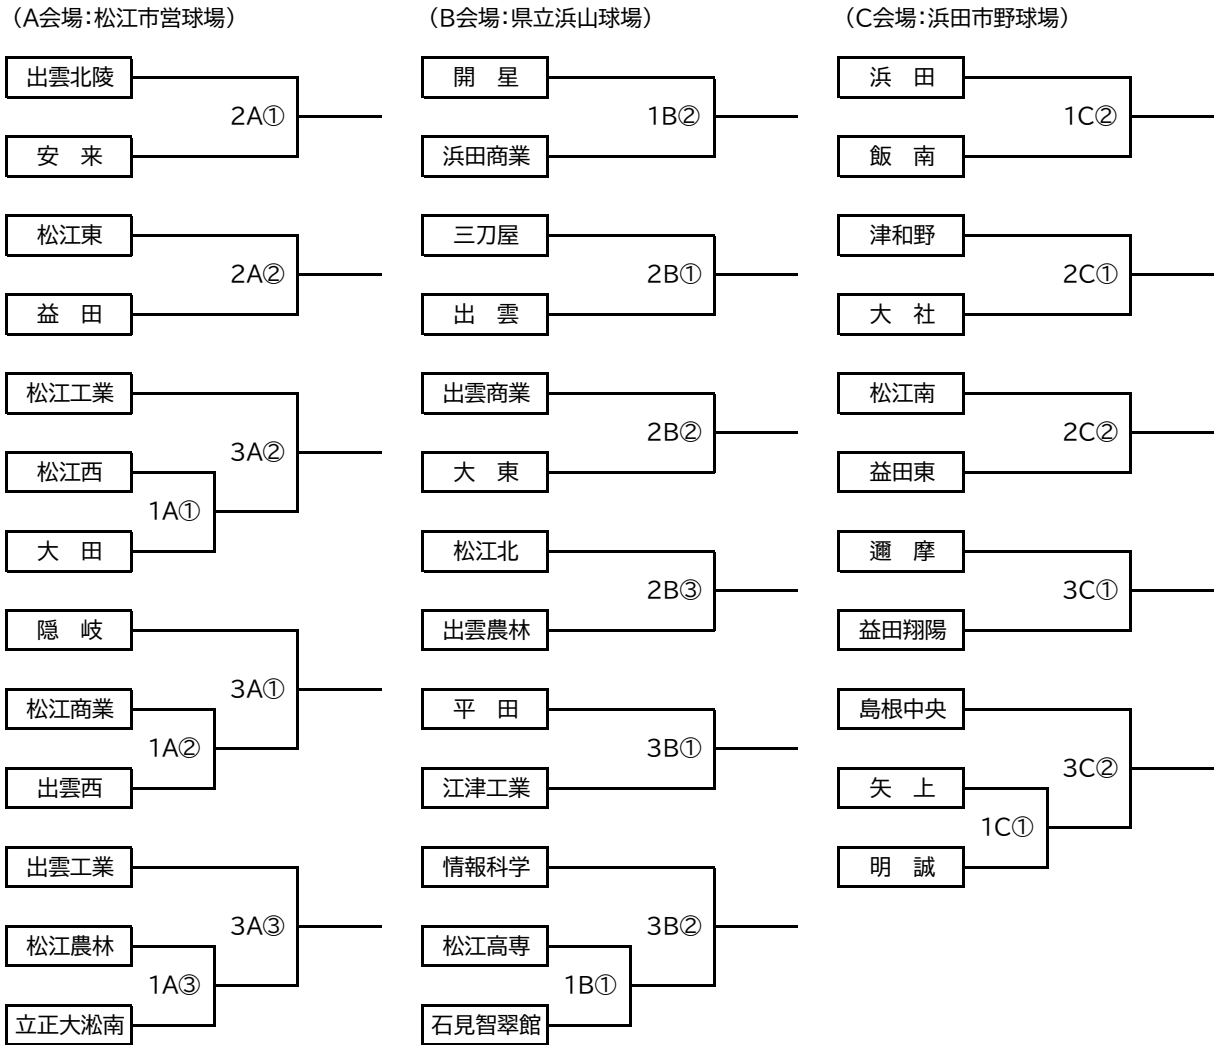 （A会場：松江市営球場）
出雲北陵
2A①
安　来
松江東
2A②
益　田
松江工業
3A②
松江西
1A①
大　田
隠　岐
3A①
松江商業
1A②
出雲西
出雲工業
3A③
松江農林
1A③
立正大淞南
（B会場：県立浜山球場）
開　星
1B②
浜田商業
三刀屋
2B①
出　雲
出雲商業
2B②
大　東
松江北
2B③
出雲農林
平　田
3B①
江津工業
情報科学
3B②
松江高専
1B①
石見智翠館
（C会場：浜田市野球場）
浜　田
1C②
飯　南
津和野
2C①
大　社
松江南
2C②
益田東
邇　摩
3C①
益田翔陽
島根中央
3C②
矢　上
1C①
明　誠